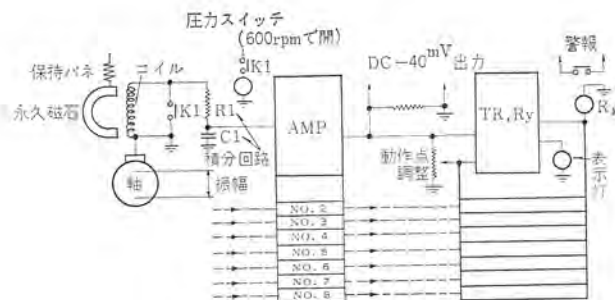 圧力スイッチ
(600rpmで開)
保持バネ
コイル
永久磁石
IK1
IK1
R1
C1
積分回路
AMP
DC-40mV出力
動作点
調整
TR, Ry
警報
表示
灯
軸
振幅
NO. 2
NO. 3
NO. 4
NO. 5
NO. 6
NO. 7
NO. 8